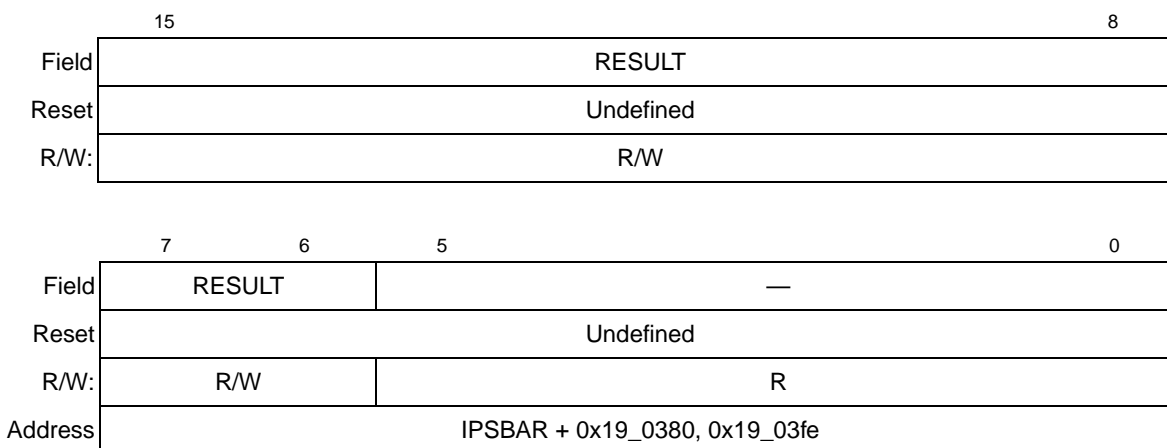 15 8
Field RESULT
Reset Undefined
R/W: R/W
7 6 5 0
Field RESULT —
Reset Undefined
R/W: R/W R
Address IPSBAR + 0x19_0380, 0x19_03fe